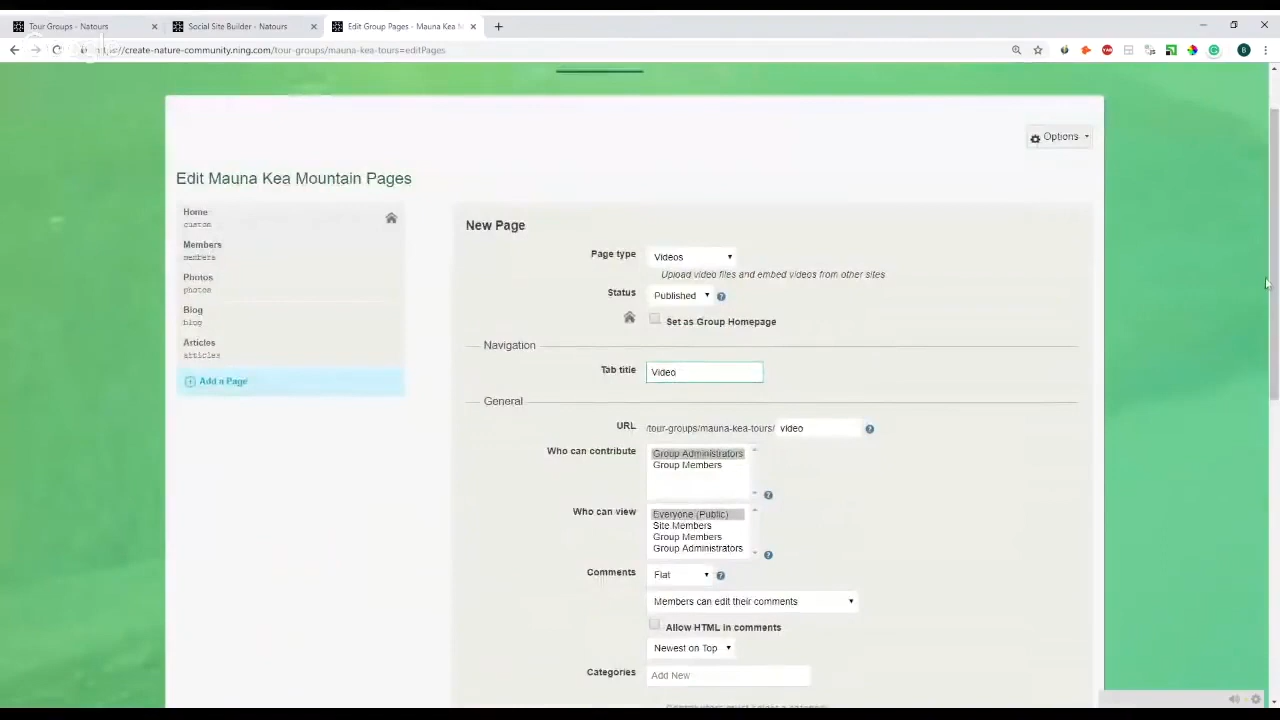 Tour Groups - Natours
Social Site Builder - Natours
Edit Group Pages - Mauna Kea M
create-nature-community.ning.com/tour-groups/mauna-kea-tours=editPages
Options
Edit Mauna Kea Mountain Pages
Home
custom
Members
members
Photos
photos
Blog
blog
Articles
articles
Add a Page
New Page
Page type
Videos
Upload video files and embed videos from other sites
Status
Published
Set as Group Homepage
Navigation
Tab title
Video
General
URL
/tour-groups/mauna-kea-tours/
video
Who can contribute
Group Administrators
Group Members
Who can view
Everyone (Public)
Site Members
Group Members
Group Administrators
Comments
Flat
Members can edit their comments
Allow HTML in comments
Newest on Top
Categories
Add New